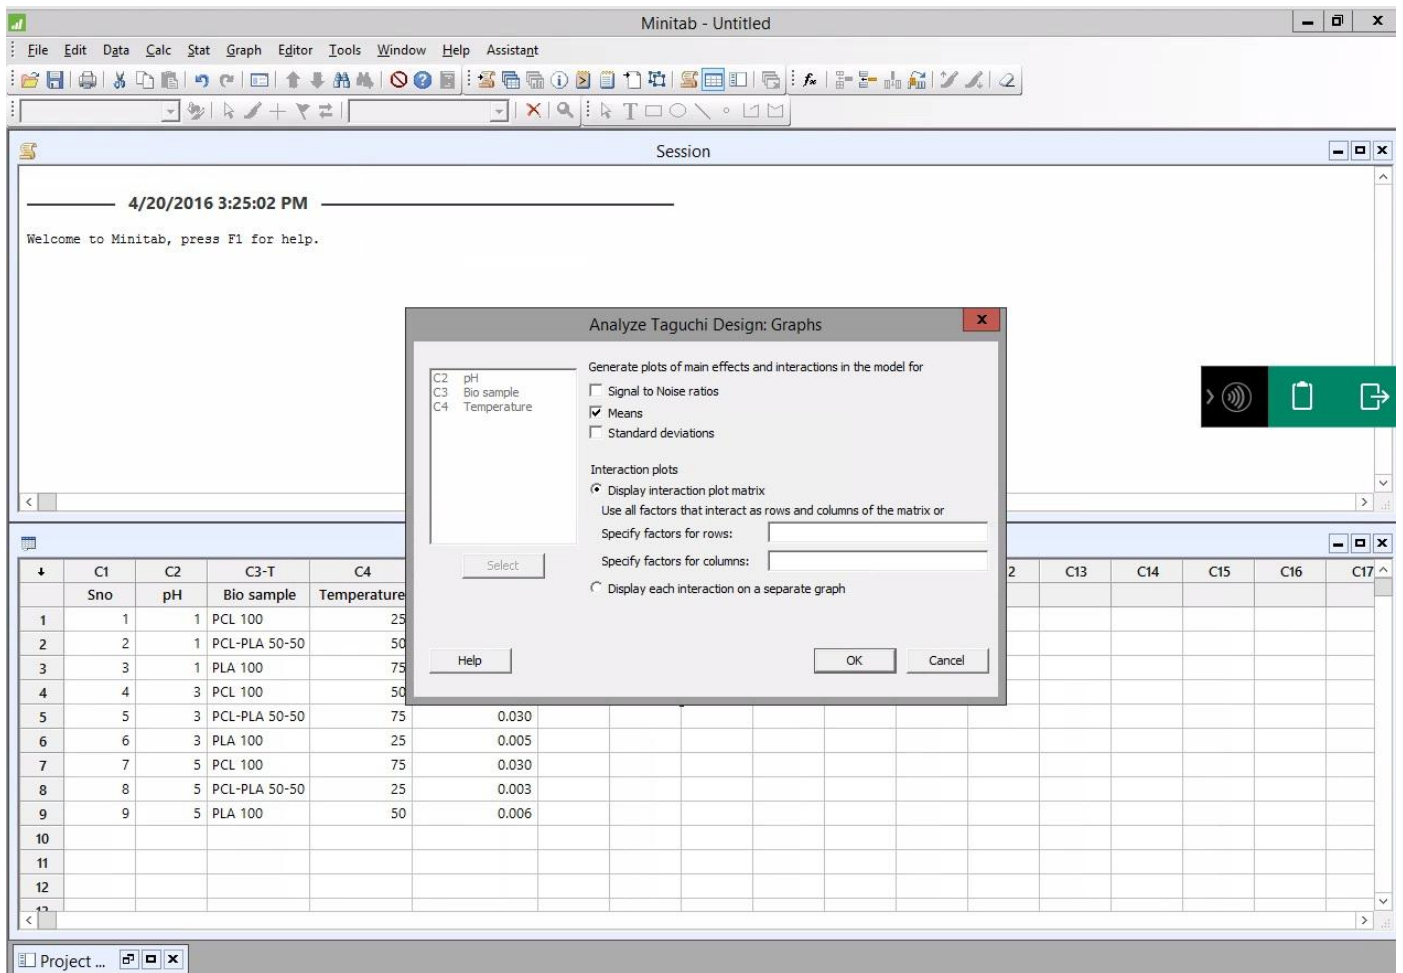 Minitab - Untitled
File Edit Data Calc Stat Graph Editor Tools Window Help Assistant
Session
4/20/2016 3:25:02 PM
Welcome to Minitab, press F1 for help.
Analyze Taguchi Design: Graphs
C2 pH
C3 Bio sample
C4 Temperature
Select
Generate plots of main effects and interactions in the model for
Signal to Noise ratios
Means
Standard deviations
Interaction plots
Display interaction plot matrix
Use all factors that interact as rows and columns of the matrix or
Specify factors for rows:
Specify factors for columns:
Display each interaction on a separate graph
Help OK Cancel
C1 C2 C3-T C4 2 C13 C14 C15 C16 C17
Sno pH Bio sample Temperature
1 1 1 PCL 100 25
2 2 1 PCL-PLA 50-50 50
3 3 1 PLA 100 75
4 4 3 PCL 100 50
5 5 3 PCL-PLA 50-50 75 0.030
6 6 3 PLA 100 25 0.005
7 7 5 PCL 100 75 0.030
8 8 5 PCL-PLA 50-50 25 0.003
9 9 5 PLA 100 50 0.006
10
11
12
Project ...